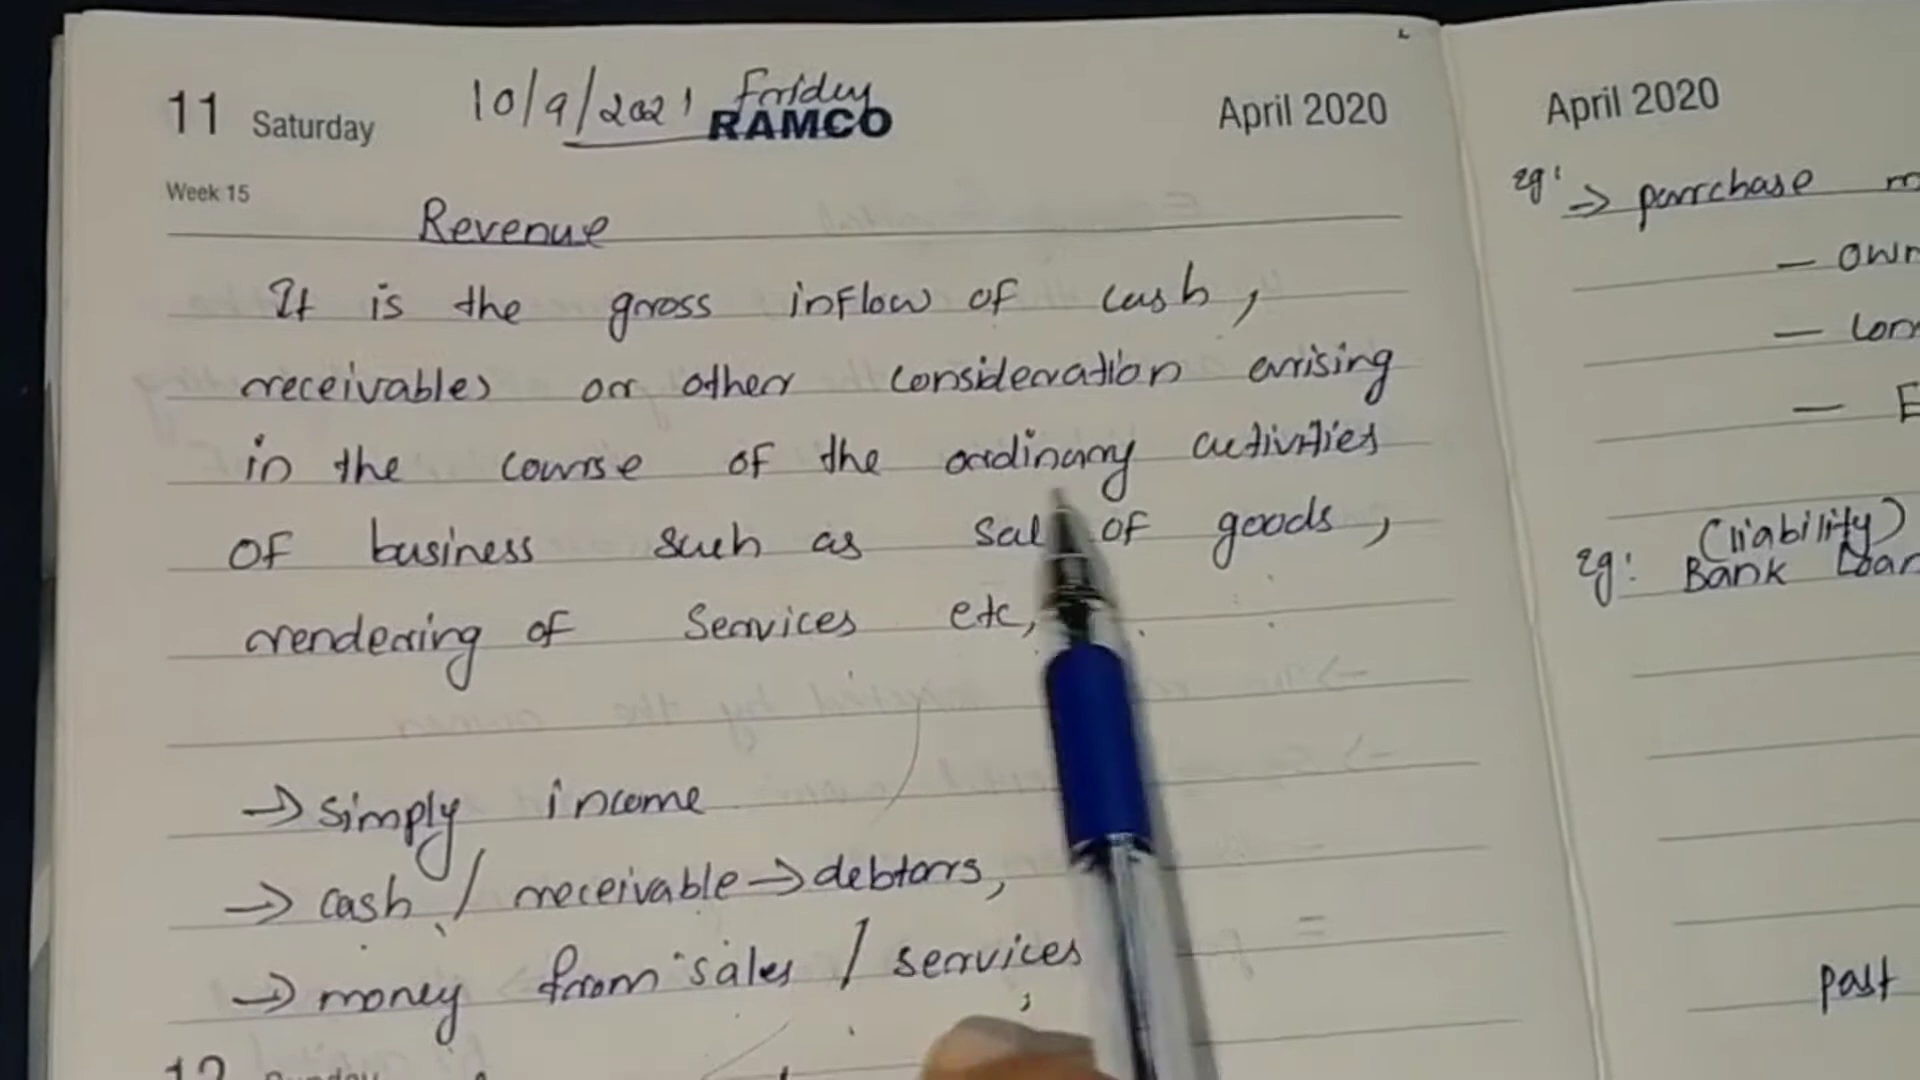 11 Saturday 10/9/2021 Friday April 2020
RAMCO
Week 15
Revenue
It is the gross inflow of cash,
receivables or other consideration arising
in the course of the ordinary activities
of business such as sale of goods,
rendering of services etc,
→ simply income
→ cash / receivable → debtors,
→ money from sales / services
12 Sunday
April 2020
eg: → purchase
— own
— Lon
— E
(liability)
eg: Bank Loan
past